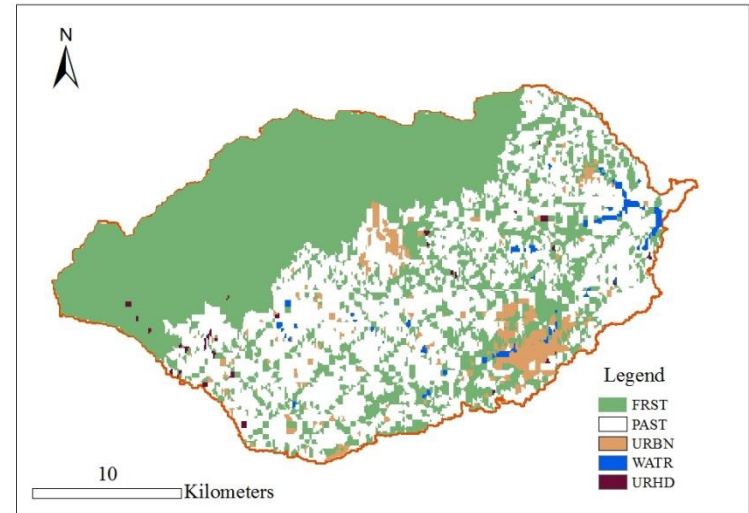 N
Legend
FRST
PAST
URBN
WATR
URHD
10
Kilometers